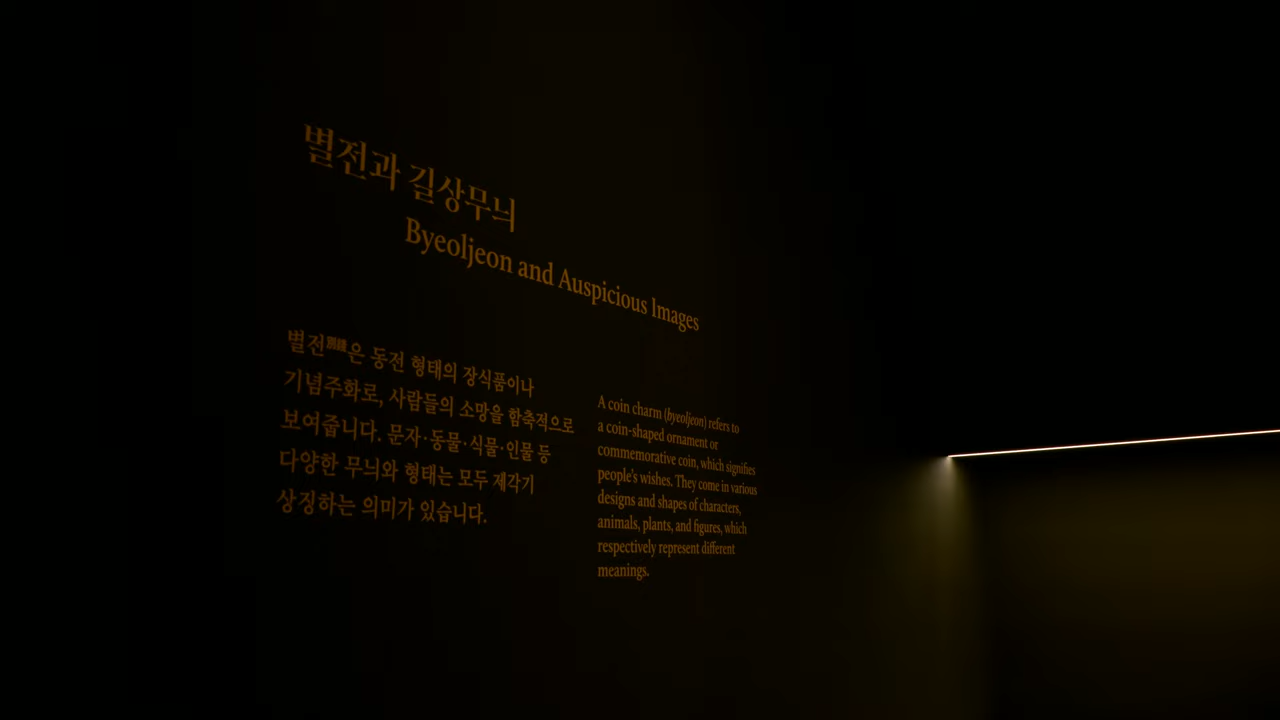 별전과 길상무늬
Byeoljeon and Auspicious Images
별전別錢은 동전 형태의 장식품이나
기념주화로, 사람들의 소망을 함축적으로
보여줍니다. 문자·동물·식물·인물 등
다양한 무늬와 형태는 모두 제각기
상징하는 의미가 있습니다.
A coin charm (byeoljeon) refers to
a coin-shaped ornament or
commemorative coin, which signifies
people's wishes. They come in various
designs and shapes of characters,
animals, plants, and figures, which
respectively represent different
meanings.